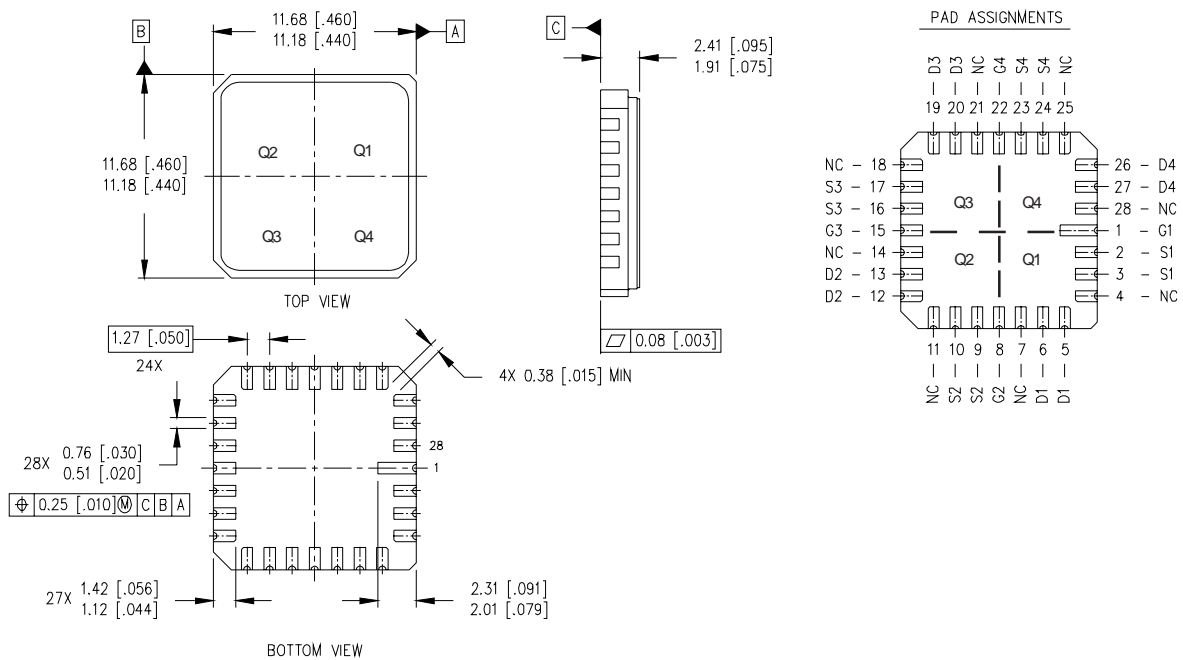 11.68 [.460]
11.18 [.440]
B
A
11.68 [.460]
11.18 [.440]
Q2
Q1
Q3
Q4
TOP VIEW
C
2.41 [.095]
1.91 [.075]
0.08 [.003]
PAD ASSIGNMENTS
D3
D3
NC
G4
S4
S4
NC
19
20
21
22
23
24
25
NC - 18
S3 - 17
S3 - 16
G3 - 15
NC - 14
D2 - 13
D2 - 12
Q3
Q4
Q2
Q1
26 - D4
27 - D4
28 - NC
1 - G1
2 - S1
3 - S1
4 - NC
11
10
9
8
7
6
5
NC
S2
S2
G2
NC
D1
D1
1.27 [.050]
24X
4X 0.38 [.015] MIN
28X
0.76 [.030]
0.51 [.020]
⌖ 0.25 [.010] Ⓜ C B A
28
1
27X
1.42 [.056]
1.12 [.044]
2.31 [.091]
2.01 [.079]
BOTTOM VIEW